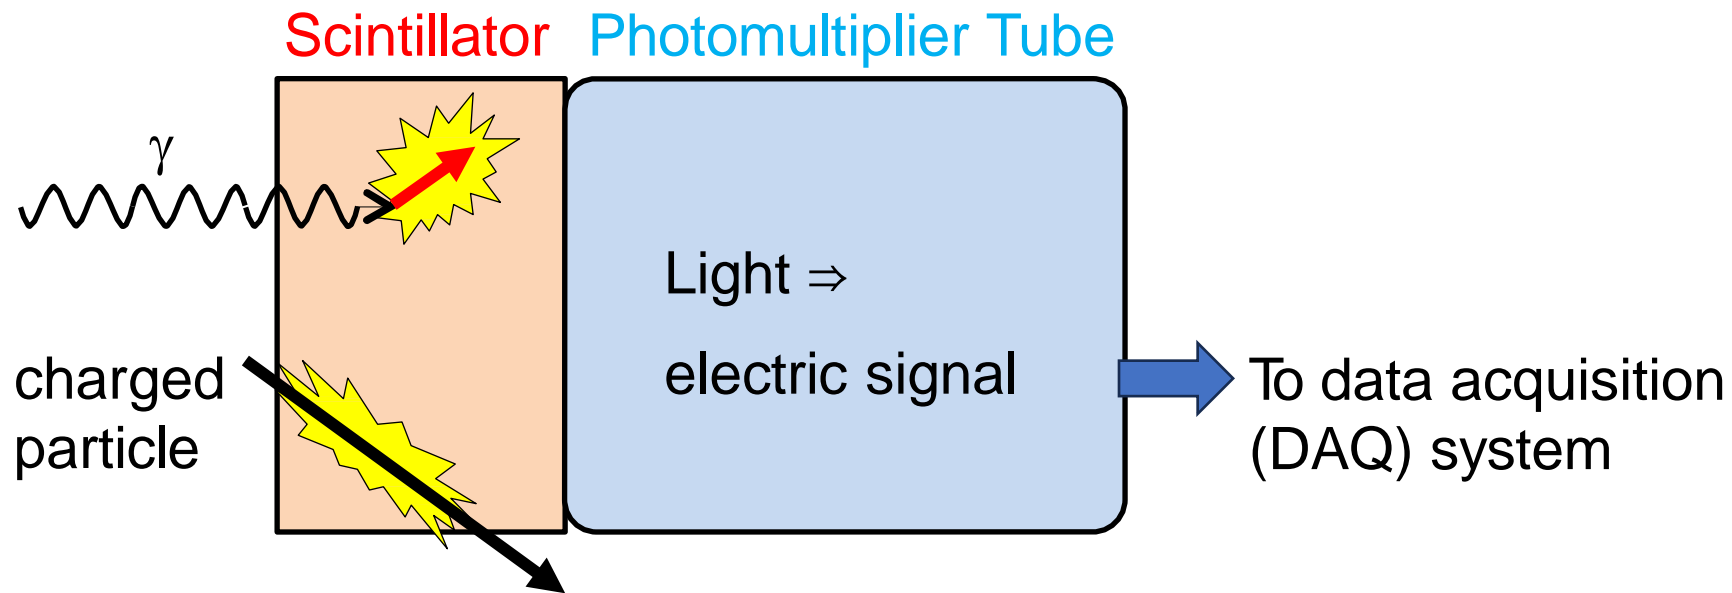 Scintillator
Photomultiplier Tube
γ
Light ⇒
electric signal
charged
particle
To data acquisition
(DAQ) system